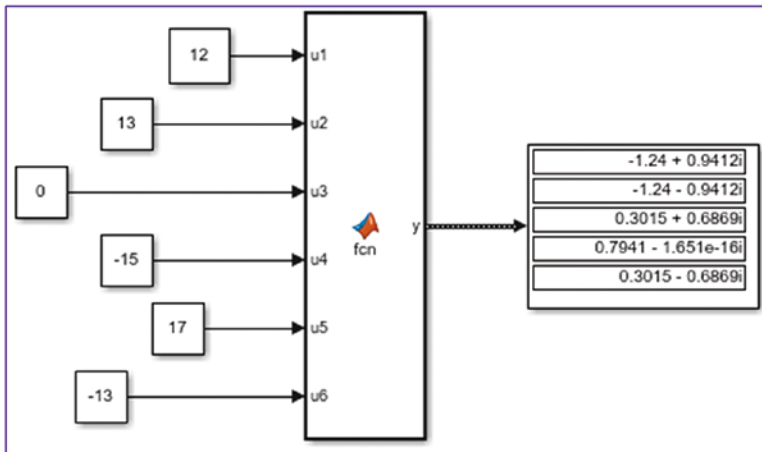 12
u1
13
u2
0
u3
-15
u4
17
u5
-13
u6
fcn
y
-1.24 + 0.9412i
-1.24 - 0.9412i
0.3015 + 0.6869i
0.7941 - 1.651e-16i
0.3015 - 0.6869i